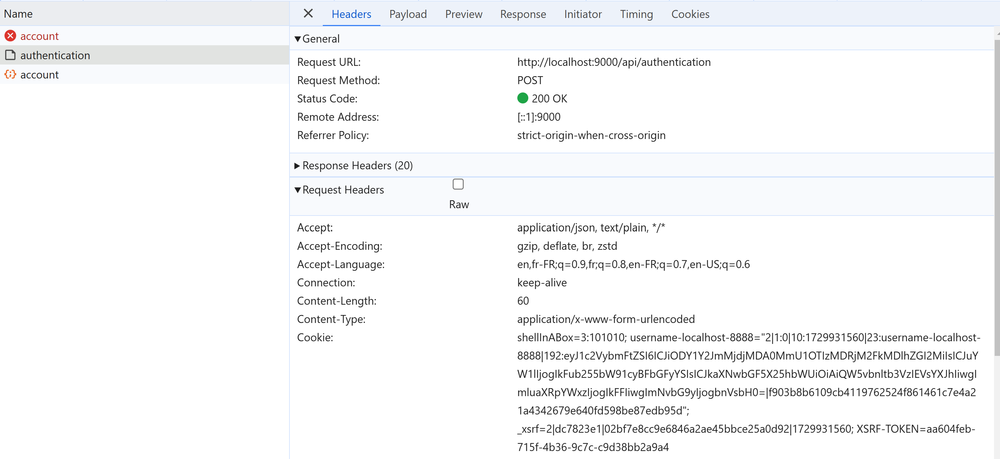 Name
account
authentication
account
Headers Payload Preview Response Initiator Timing Cookies
General
Request URL: http://localhost:9000/api/authentication
Request Method: POST
Status Code: 200 OK
Remote Address: [::1]:9000
Referrer Policy: strict-origin-when-cross-origin
Response Headers (20)
Request Headers
Raw
Accept: application/json, text/plain, */*
Accept-Encoding: gzip, deflate, br, zstd
Accept-Language: en,fr-FR;q=0.9,fr;q=0.8,en-FR;q=0.7,en-US;q=0.6
Connection: keep-alive
Content-Length: 60
Content-Type: application/x-www-form-urlencoded
Cookie: shellInABox=3:101010; username-localhost-8888="2|1:0|10:1729931560|23:username-localhost-
8888|192:eyJ1c2VybmFtZSI6ICJiODY1Y2JmMjdjMDA0MmU1OTIzMDRjM2FkMDlhZGI2MiIsICJuY
W1lIjogIkFub255bW91cyBFbGFyYSIsICJkaXNwbGF5X25hbWUiOiAiQW5vbnltb3VzIEVsYXJhIiwgI
mluaXRpYWxzIjogIkFFIiwgImNvbG9yIjogbnVsbH0=|f903b8b6109cb4119762524f861461c7e4a2
1a4342679e640fd598be87edb95d";
_xsrf=2|dc7823e1|02bf7e8cc9e6846a2ae45bbce25a0d92|1729931560; XSRF-TOKEN=aa604feb-
715f-4b36-9c7c-c9d38bb2a9a4